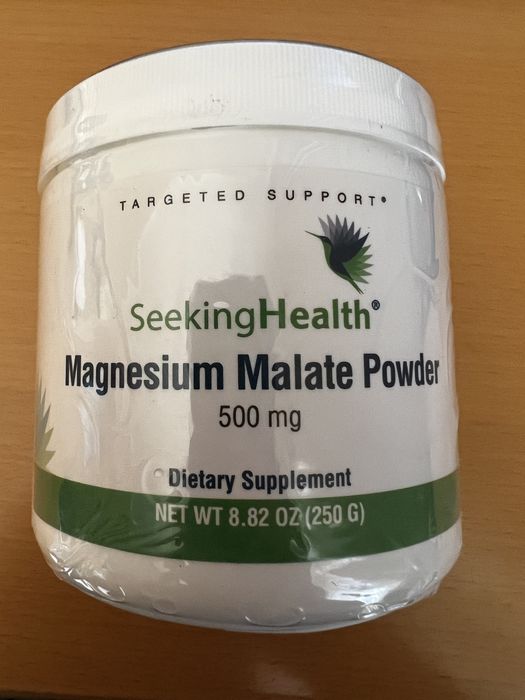 TARGETED SUPPORT®
SeekingHealth®
Magnesium Malate Powder
500 mg
Dietary Supplement
NET WT 8.82 OZ (250 G)